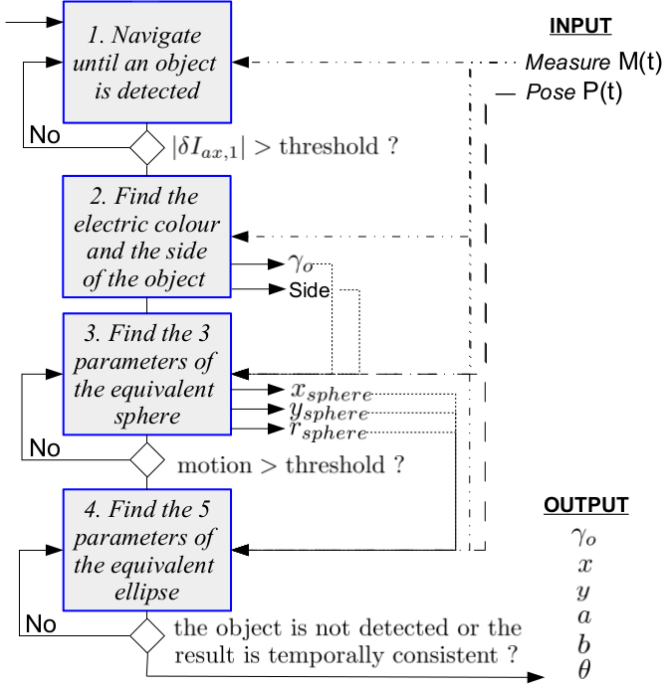 1. Navigate
until an object
is detected
INPUT
Measure M(t)
Pose P(t)
No
|δI_{ax,1}| > threshold ?
2. Find the
electric colour
and the side
of the object
γ_o
Side
3. Find the 3
parameters of
the equivalent
sphere
x_{sphere}
y_{sphere}
r_{sphere}
No
motion > threshold ?
4. Find the 5
parameters of
the equivalent
ellipse
No
the object is not detected or the
result is temporally consistent ?
OUTPUT
γ_o
x
y
a
b
θ